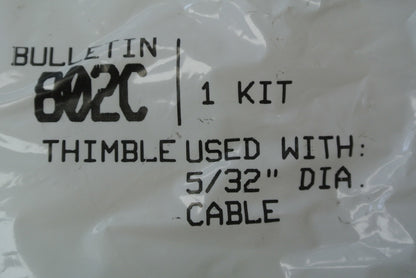 BULLETIN
802C
1 KIT
THIMBLE USED WITH:
5/32" DIA.
CABLE